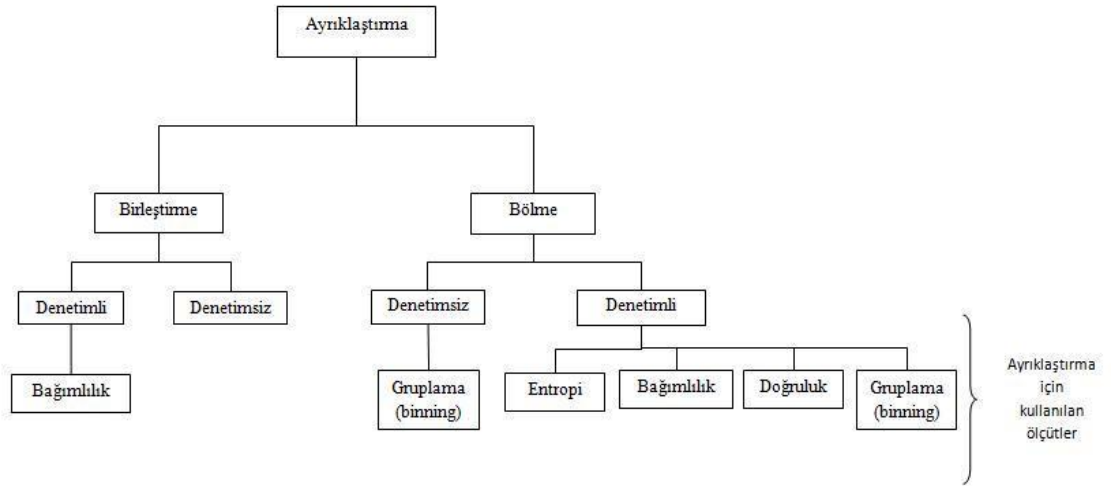 Ayrıklaştırma
Birleştirme
Bölme
Denetimli
Denetimsiz
Denetimsiz
Denetimli
Bağımlılık
Gruplama
(binning)
Entropi
Bağımlılık
Doğruluk
Gruplama
(binning)
Ayrıklaştırma
için
kullanılan
ölçütler